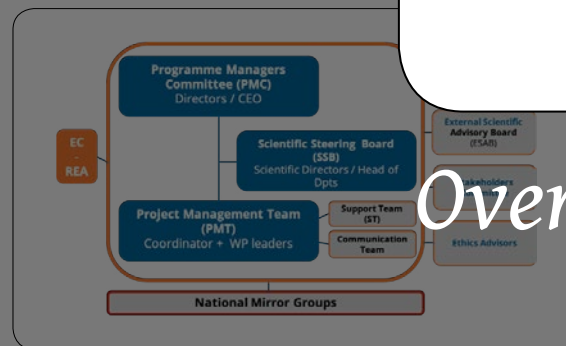 Programme Managers
Committee (PMC)
Directors / CEO
EC
-
REA
Scientific Steering Board
(SSB)
Scientific Directors / Head of
Dpts
External Scientific
Advisory Board
(ESAB)
Project Management Team
(PMT)
Coordinator + WP leaders
Support Team
(ST)
Communication
Team
Ethics Advisors
Over
National Mirror Groups